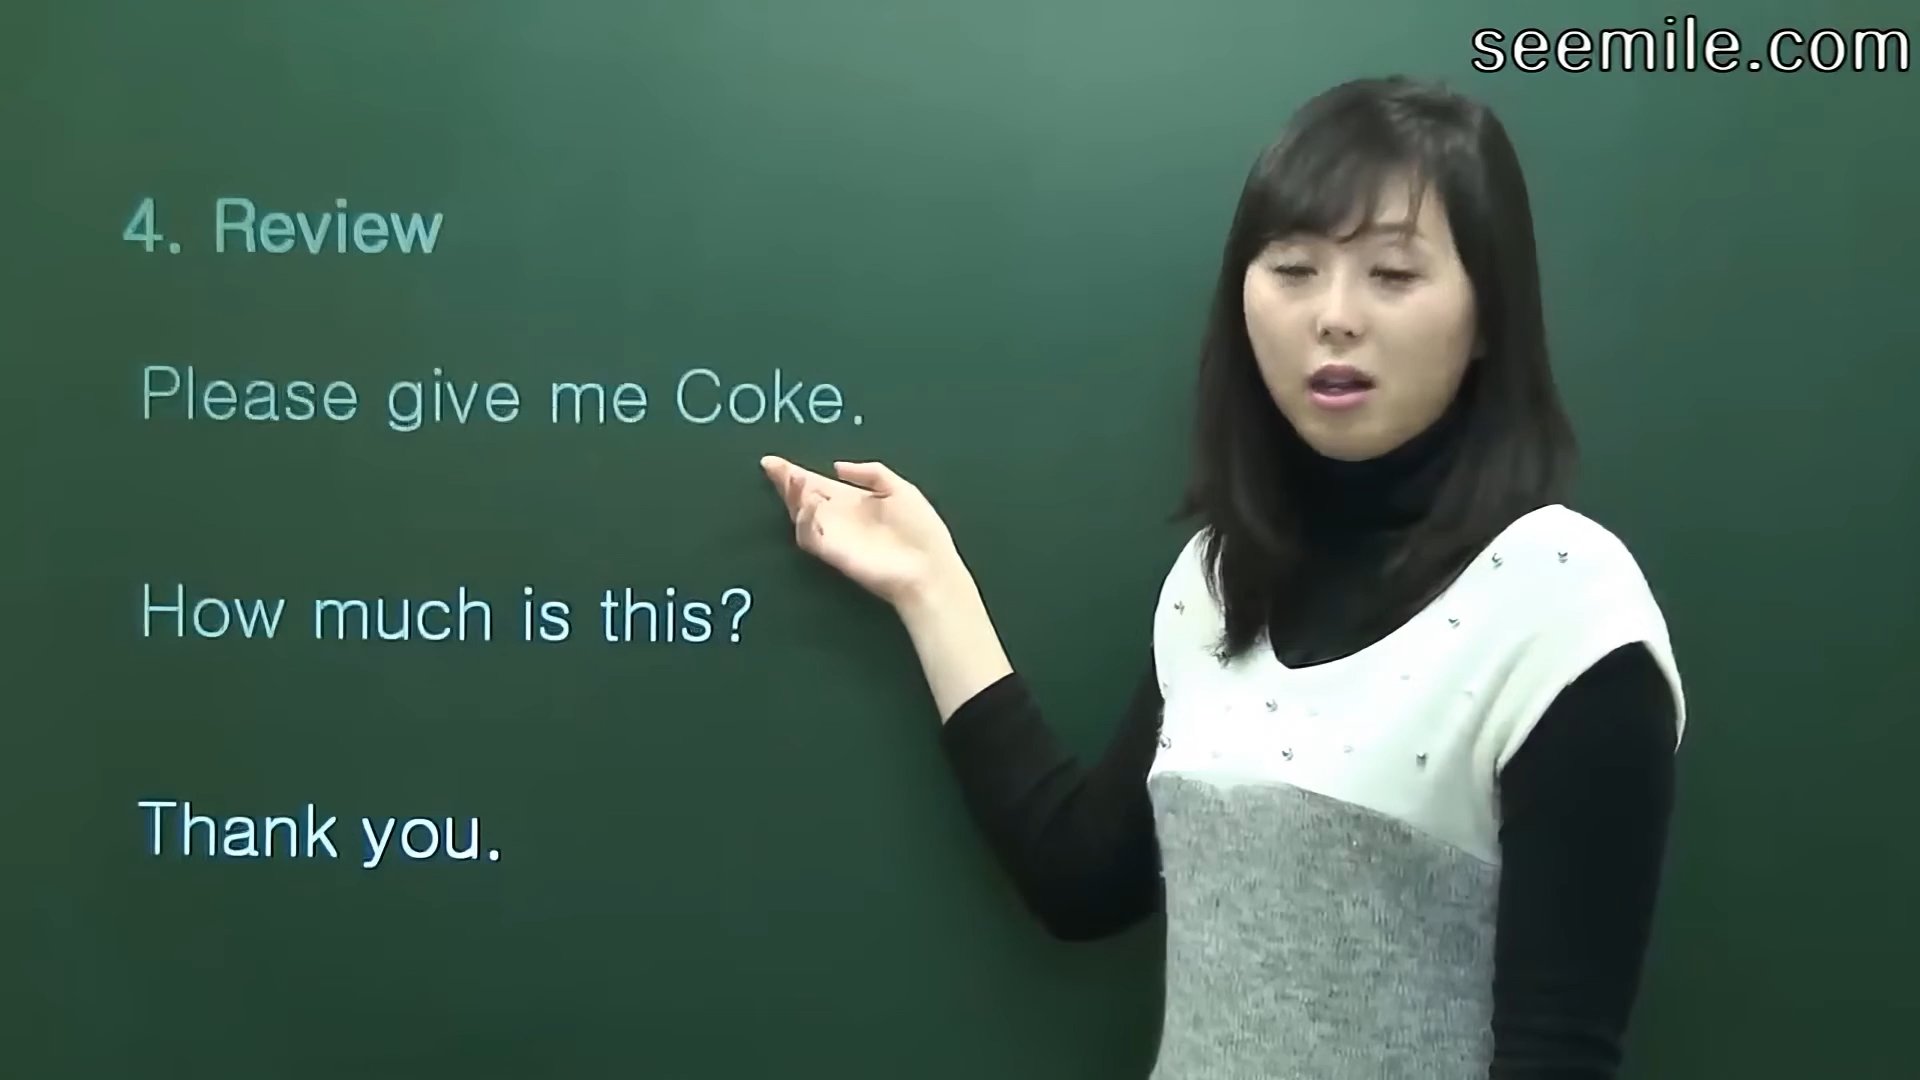 seemile.com
4. Review
Please give me Coke.
How much is this?
Thank you.